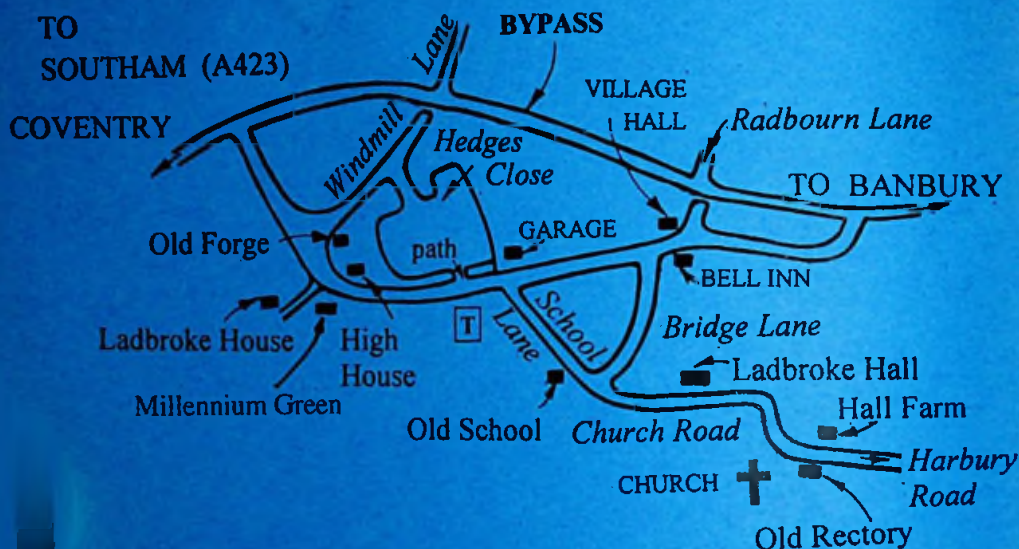 TO
SOUTHAM (A423)
COVENTRY
Lane
BYPASS
VILLAGE
HALL
Radbourn Lane
Windmill
Hedges
Close
TO BANBURY
Old Forge
path
GARAGE
BELL INN
T
School
Lane
Bridge Lane
Ladbroke House
High
House
Millennium Green
Ladbroke Hall
Old School
Church Road
Hall Farm
Harbury
Road
CHURCH
Old Rectory